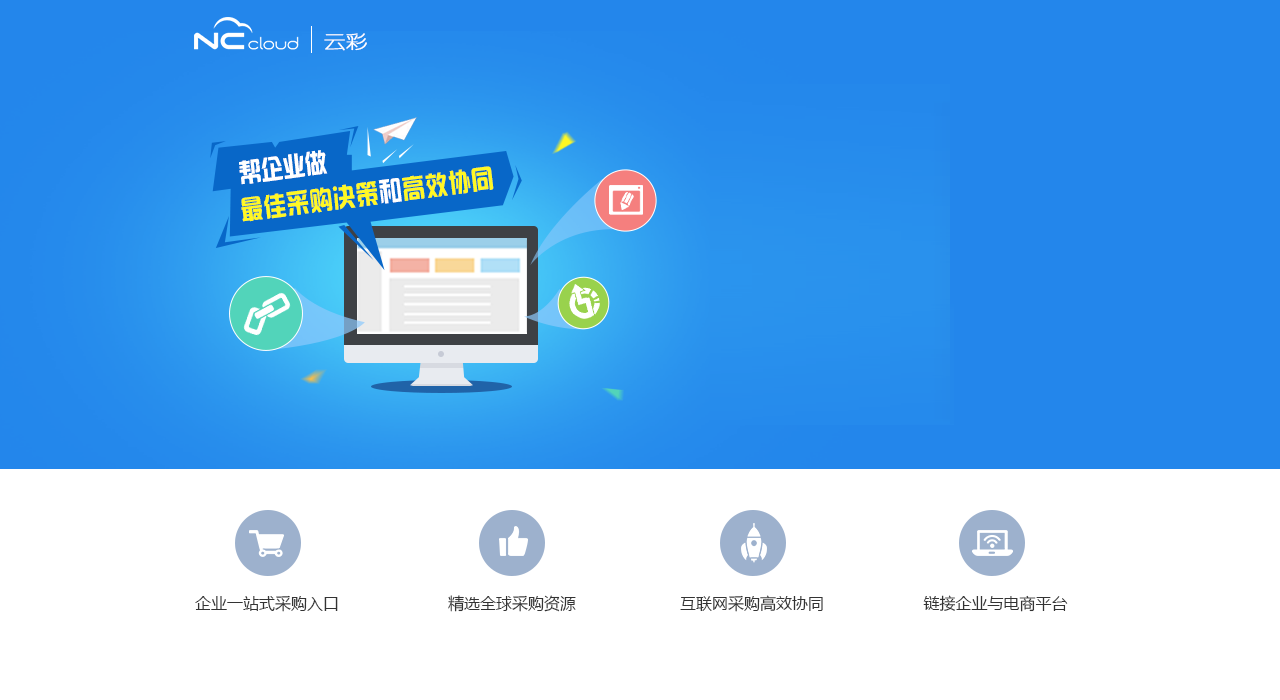 NCcloud | 云彩
帮企业做
最佳采购决策和高效协同
企业一站式采购入口
精选全球采购资源
互联网采购高效协同
链接企业与电商平台